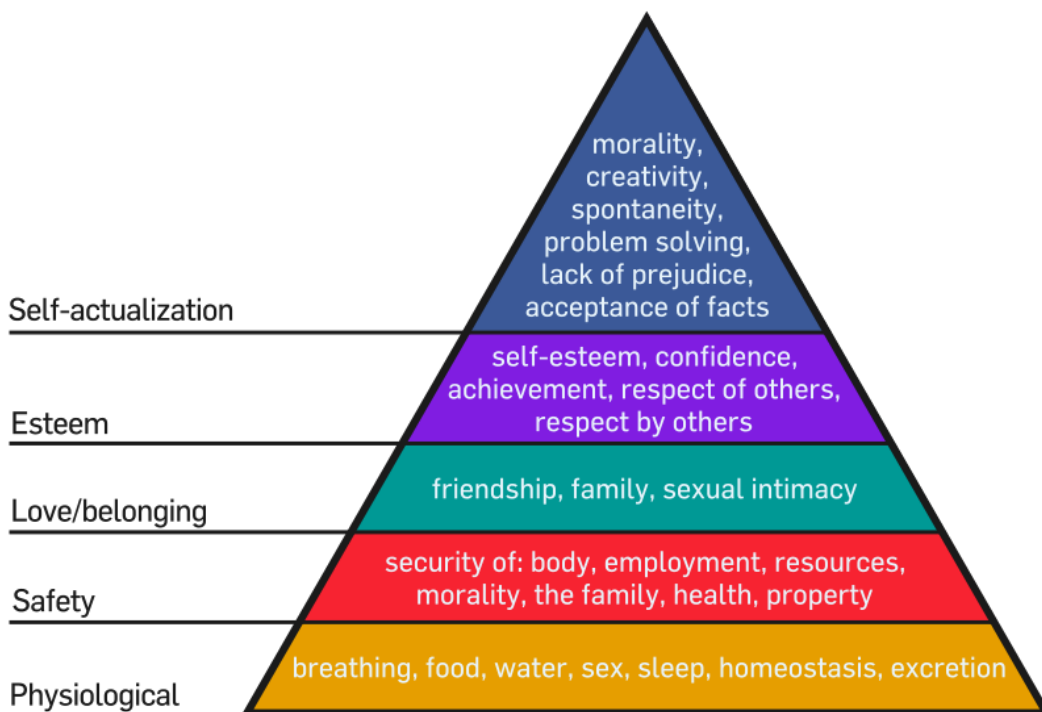 morality,
creativity,
spontaneity,
problem solving,
lack of prejudice,
acceptance of facts
Self-actualization
self-esteem, confidence,
achievement, respect of others,
respect by others
Esteem
friendship, family, sexual intimacy
Love/belonging
security of: body, employment, resources,
morality, the family, health, property
Safety
breathing, food, water, sex, sleep, homeostasis, excretion
Physiological